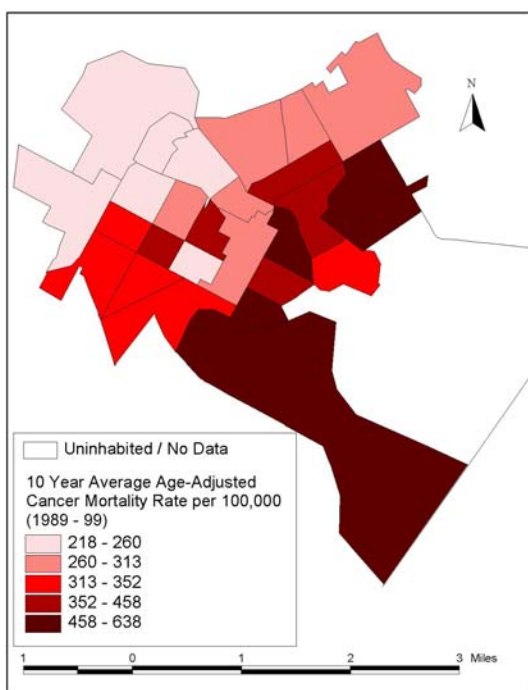 N
Uninhabited / No Data
10 Year Average Age-Adjusted
Cancer Mortality Rate per 100,000
(1989 - 99)
218 - 260
260 - 313
313 - 352
352 - 458
458 - 638
1 0 1 2 3 Miles